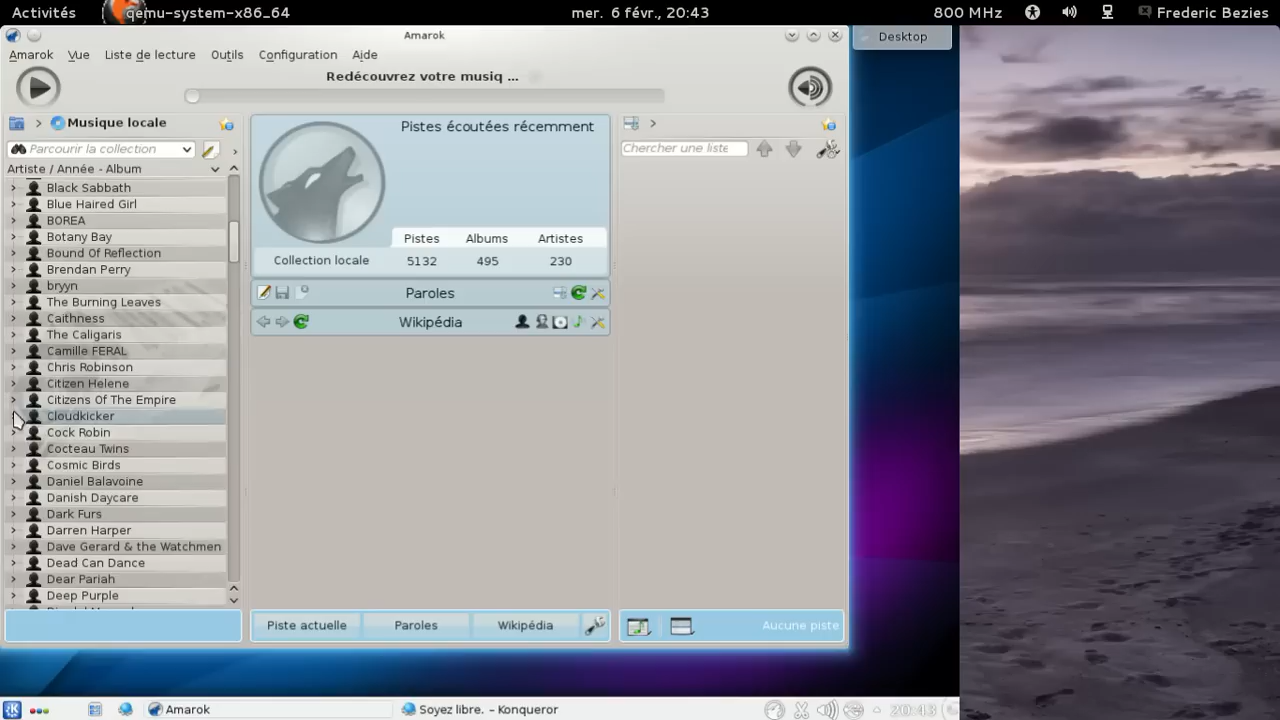 Activités
qemu-system-x86_64
mer. 6 févr., 20:43
800 MHz
Frederic Bezies
Amarok
Desktop
Amarok Vue Liste de lecture Outils Configuration Aide
Redécouvrez votre musiq ...
Musique locale
Parcourir la collection
Artiste / Année - Album
Black Sabbath
Blue Haired Girl
BOREA
Botany Bay
Bound Of Reflection
Brendan Perry
bryyn
The Burning Leaves
Caithness
The Caligaris
Camille FERAL
Chris Robinson
Citizen Helene
Citizens Of The Empire
Cloudkicker
Cock Robin
Cocteau Twins
Cosmic Birds
Daniel Balavoine
Danish Daycare
Dark Furs
Darren Harper
Dave Gerard & the Watchmen
Dead Can Dance
Dear Pariah
Deep Purple
Pistes écoutées récemment
Pistes Albums Artistes
Collection locale 5132 495 230
Paroles
Wikipédia
Piste actuelle Paroles Wikipédia
Chercher une liste
Aucune piste
Amarok
Soyez libre. – Konqueror
20:43